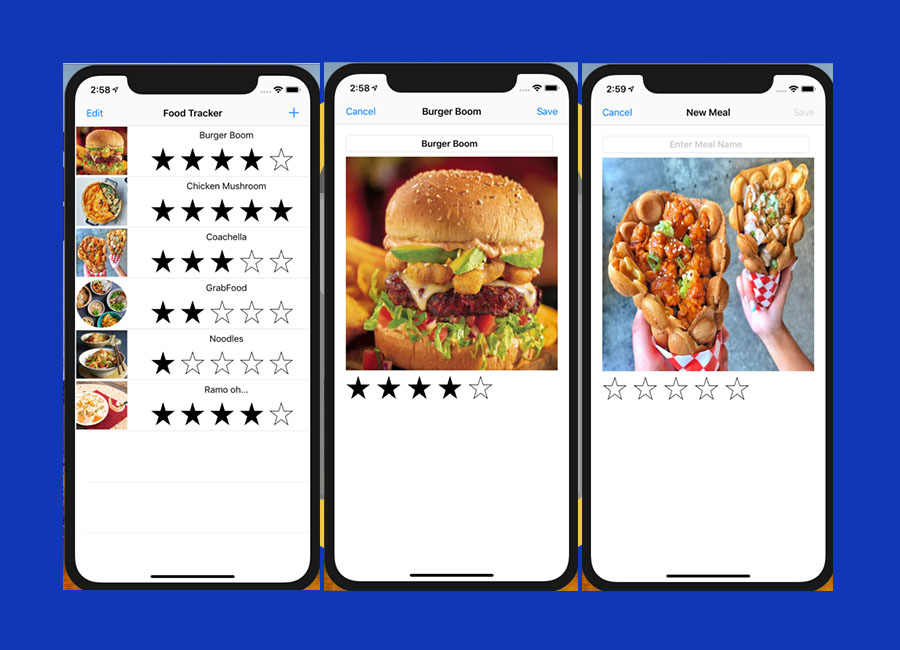 2:58
Edit Food Tracker +
Burger Boom
Chicken Mushroom
Coachella
GrabFood
Noodles
Ramo oh...
2:58
Cancel Burger Boom Save
Burger Boom
2:59
Cancel New Meal Save
Enter Meal Name